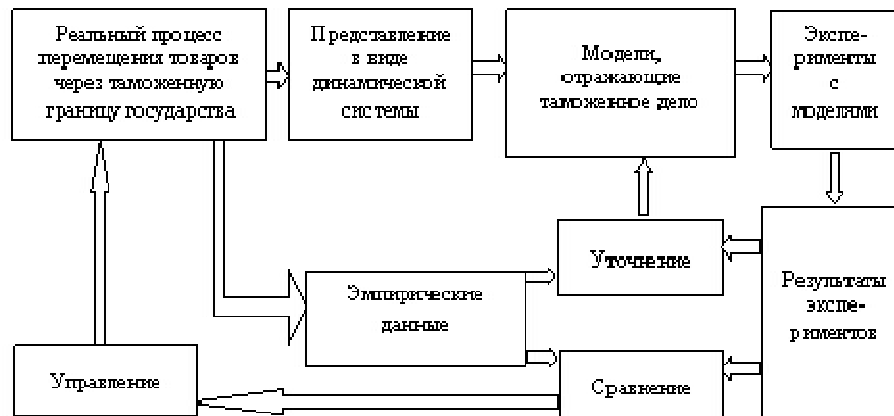 Реальный процесс
перемещения товаров
через таможенную
границу государства
Представление
в виде
динамической
системы
Модели,
отражающие
таможенное дело
Экспе-
рименты
с
моделями
Уточнение
Эмпирические
данные
Результаты
экспе-
риментов
Управление
Сравнение